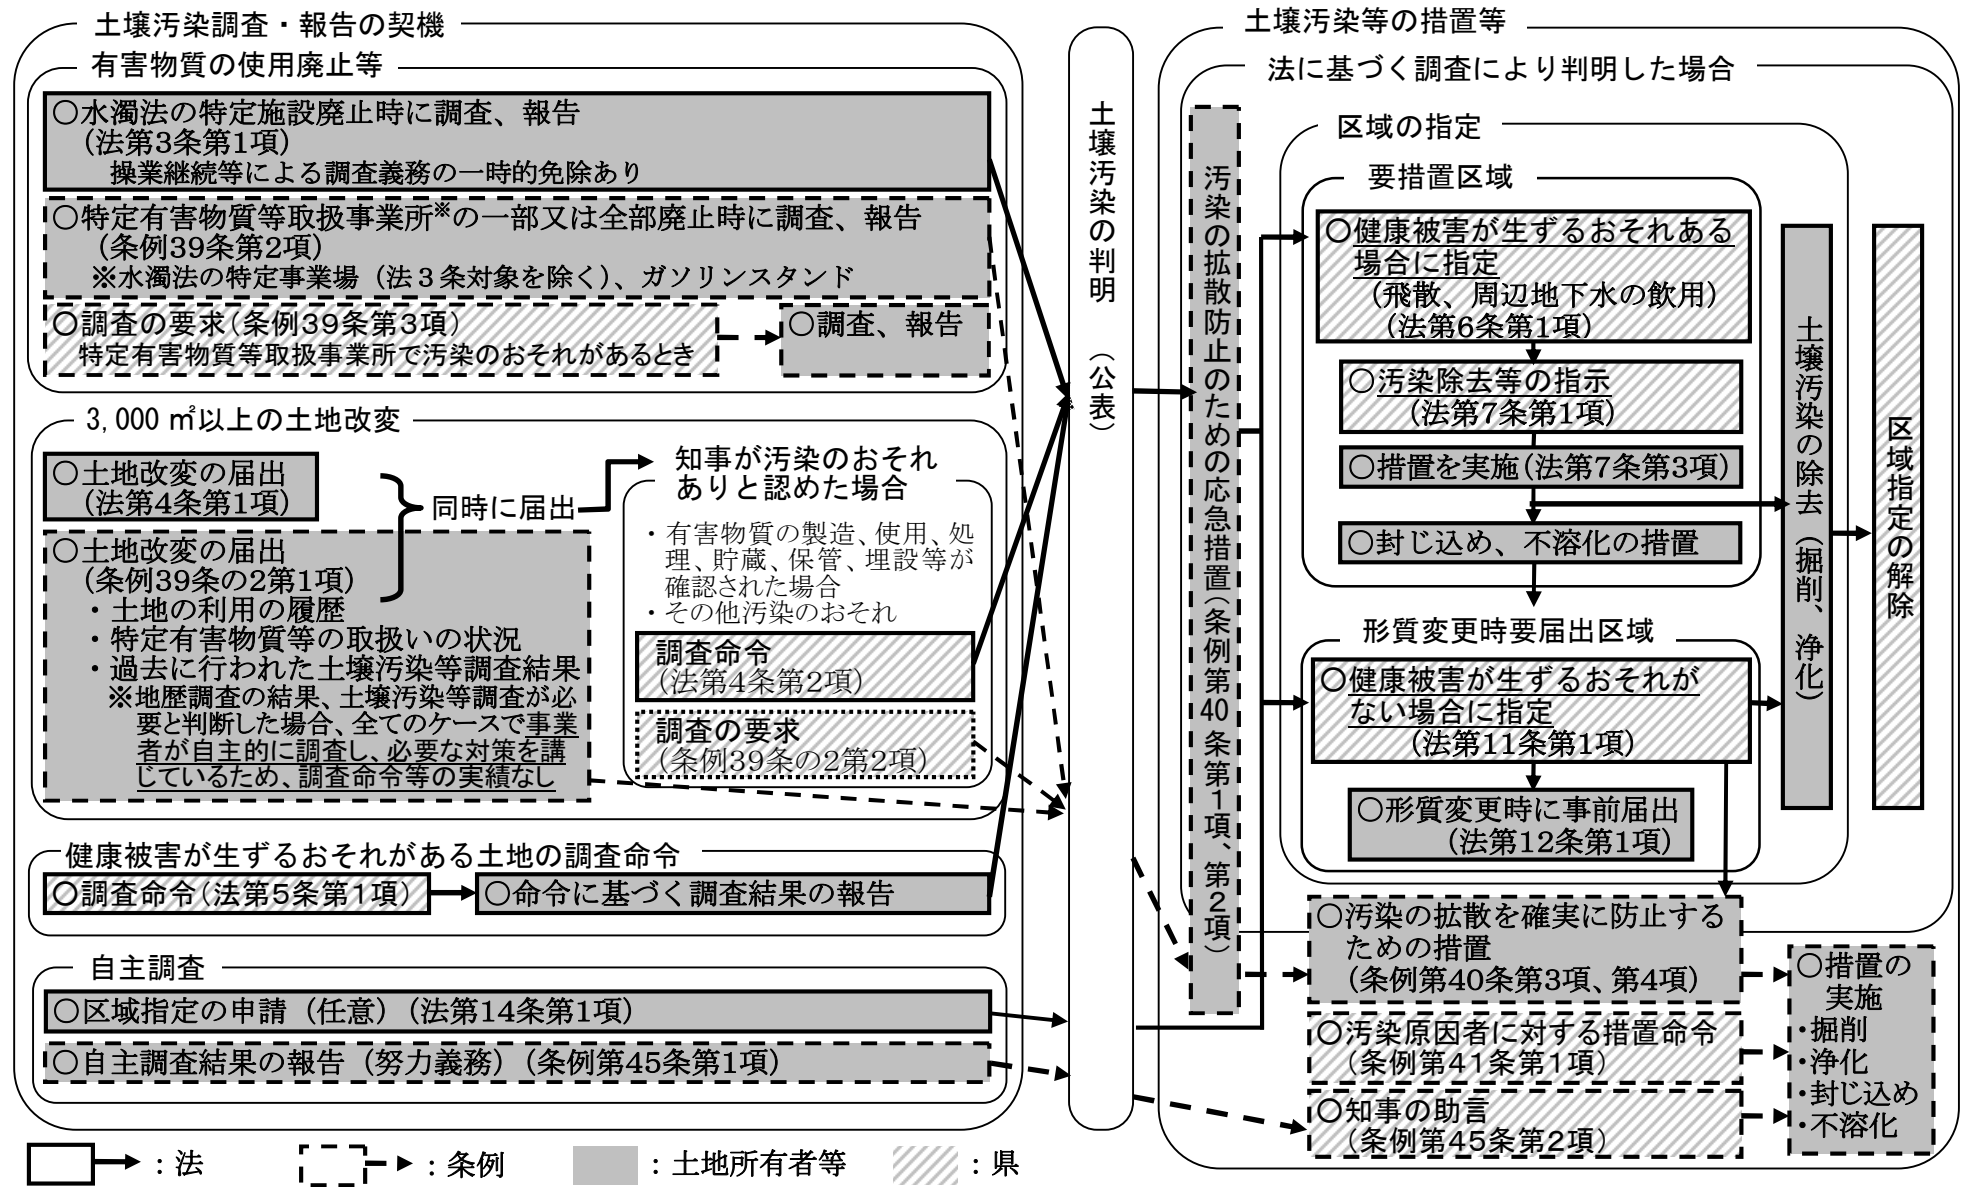 土壌汚染調査・報告の契機
有害物質の使用廃止等
〇水濁法の特定施設廃止時に調査、報告
(法第3条第1項)
操業継続等による調査義務の一時的免除あり
〇特定有害物質等取扱事業所※の一部又は全部廃止時に調査、報告
(条例39条第2項)
※水濁法の特定事業場（法３条対象を除く）、ガソリンスタンド
〇調査の要求(条例39条第3項)
特定有害物質等取扱事業所で汚染のおそれがあるとき
〇調査、報告
3,000 ㎡以上の土地改変
〇土地改変の届出
(法第4条第1項)
〇土地改変の届出
(条例39条の2第1項)
・土地の利用の履歴
・特定有害物質等の取扱いの状況
・過去に行われた土壌汚染等調査結果
※地歴調査の結果、土壌汚染等調査が必
要と判断した場合、全てのケースで事業
者が自主的に調査し、必要な対策を講
じているため、調査命令等の実績なし
同時に届出
知事が汚染のおそれ
ありと認めた場合
・有害物質の製造、使用、処
理、貯蔵、保管、埋設等が
確認された場合
・その他汚染のおそれ
調査命令
(法第4条第2項)
調査の要求
(条例39条の2第2項)
健康被害が生ずるおそれがある土地の調査命令
〇調査命令(法第5条第1項)
〇命令に基づく調査結果の報告
自主調査
〇区域指定の申請（任意）(法第14条第1項)
〇自主調査結果の報告（努力義務）(条例第45条第1項)
土壌汚染の判明（公表）
土壌汚染等の措置等
法に基づく調査により判明した場合
汚染の拡散防止のための応急措置(条例第40条第1項、第2項)
区域の指定
要措置区域
〇健康被害が生ずるおそれある
場合に指定
(飛散、周辺地下水の飲用)
(法第6条第1項)
〇汚染除去等の指示
(法第7条第1項)
〇措置を実施(法第7条第3項)
〇封じ込め、不溶化の措置
形質変更時要届出区域
〇健康被害が生ずるおそれが
ない場合に指定
(法第11条第1項)
〇形質変更時に事前届出
(法第12条第1項)
土壌汚染の除去（掘削、浄化）
区域指定の解除
〇汚染の拡散を確実に防止する
ための措置
(条例第40条第3項、第4項)
〇汚染原因者に対する措置命令
(条例第41条第1項)
〇知事の助言
(条例第45条第2項)
〇措置の
実施
・掘削
・浄化
・封じ込め
・不溶化
：法
：条例
：土地所有者等
：県